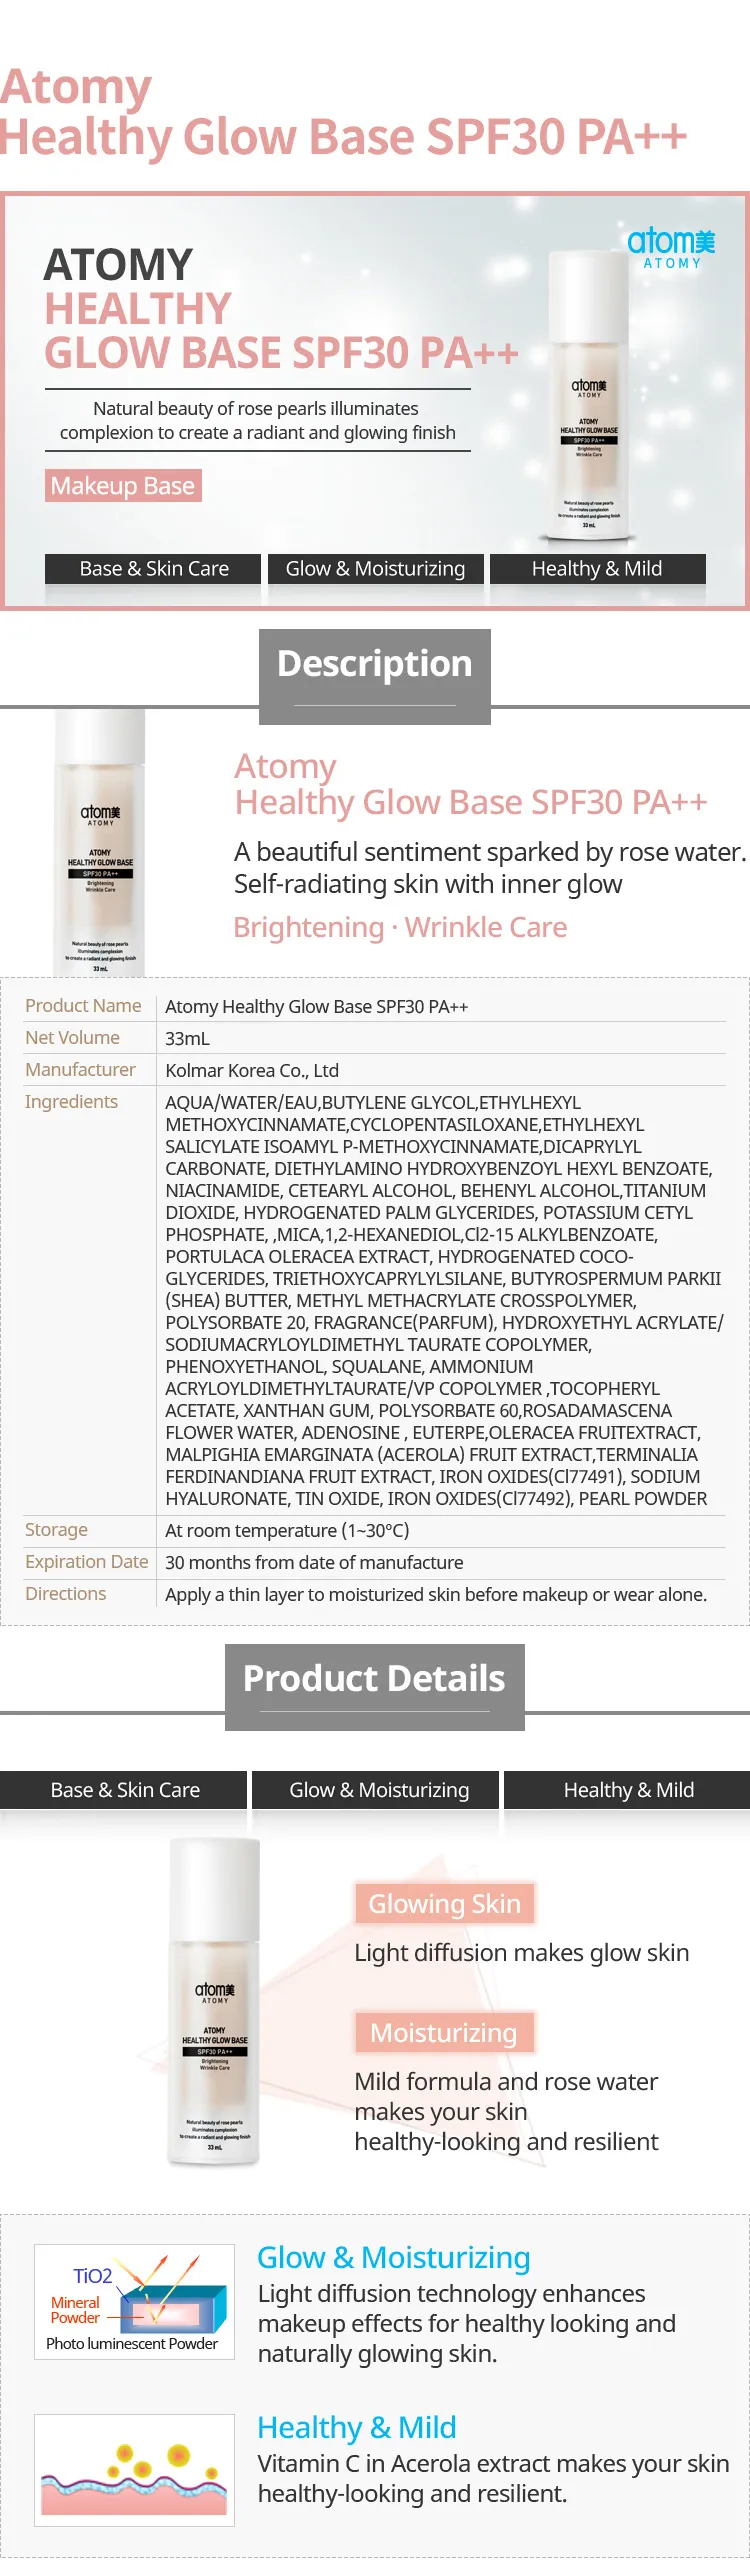 Atomy
Healthy Glow Base SPF30 PA++
atom美
ATOMY
ATOMY
HEALTHY
GLOW BASE SPF30 PA++
Natural beauty of rose pearls illuminates
complexion to create a radiant and glowing finish
Makeup Base
atom美
ATOMY
ATOMY
HEALTHY GLOW BASE
SPF30 PA++
Brightening
Wrinkle Care
Natural beauty of rose pearls
illuminates complexion
to create a radiant and glowing finish
33 mL
Base & Skin Care
Glow & Moisturizing
Healthy & Mild
Description
atom美
ATOMY
ATOMY
HEALTHY GLOW BASE
SPF30 PA++
Brightening
Wrinkle Care
Natural beauty of rose pearls
illuminates complexion
to create a radiant and glowing finish
33 mL
Atomy
Healthy Glow Base SPF30 PA++
A beautiful sentiment sparked by rose water.
Self-radiating skin with inner glow
Brightening · Wrinkle Care
Product Name Atomy Healthy Glow Base SPF30 PA++
Net Volume 33mL
Manufacturer Kolmar Korea Co., Ltd
Ingredients AQUA/WATER/EAU,BUTYLENE GLYCOL,ETHYLHEXYL
METHOXYCINNAMATE,CYCLOPENTASILOXANE,ETHYLHEXYL
SALICYLATE ISOAMYL P-METHOXYCINNAMATE,DICAPRYLYL
CARBONATE, DIETHYLAMINO HYDROXYBENZOYL HEXYL BENZOATE,
NIACINAMIDE, CETEARYL ALCOHOL, BEHENYL ALCOHOL,TITANIUM
DIOXIDE, HYDROGENATED PALM GLYCERIDES, POTASSIUM CETYL
PHOSPHATE, ,MICA,1,2-HEXANEDIOL,Cl2-15 ALKYLBENZOATE,
PORTULACA OLERACEA EXTRACT, HYDROGENATED COCO-
GLYCERIDES, TRIETHOXYCAPRYLYLSILANE, BUTYROSPERMUM PARKII
(SHEA) BUTTER, METHYL METHACRYLATE CROSSPOLYMER,
POLYSORBATE 20, FRAGRANCE(PARFUM), HYDROXYETHYL ACRYLATE/
SODIUMACRYLOYLDIMETHYL TAURATE COPOLYMER,
PHENOXYETHANOL, SQUALANE, AMMONIUM
ACRYLOYLDIMETHYLTAURATE/VP COPOLYMER ,TOCOPHERYL
ACETATE, XANTHAN GUM, POLYSORBATE 60,ROSADAMASCENA
FLOWER WATER, ADENOSINE , EUTERPE,OLERACEA FRUITEXTRACT,
MALPIGHIA EMARGINATA (ACEROLA) FRUIT EXTRACT,TERMINALIA
FERDINANDIANA FRUIT EXTRACT, IRON OXIDES(Cl77491), SODIUM
HYALURONATE, TIN OXIDE, IRON OXIDES(Cl77492), PEARL POWDER
Storage At room temperature (1~30°C)
Expiration Date 30 months from date of manufacture
Directions Apply a thin layer to moisturized skin before makeup or wear alone.
Product Details
Base & Skin Care
Glow & Moisturizing
Healthy & Mild
atom美
ATOMY
ATOMY
HEALTHY GLOW BASE
SPF30 PA++
Brightening
Wrinkle Care
Natural beauty of rose pearls
illuminates complexion
to create a radiant and glowing finish
33 mL
Glowing Skin
Light diffusion makes glow skin
Moisturizing
Mild formula and rose water
makes your skin
healthy-looking and resilient
TiO2
Mineral
Powder
Photo luminescent Powder
Glow & Moisturizing
Light diffusion technology enhances
makeup effects for healthy looking and
naturally glowing skin.
Healthy & Mild
Vitamin C in Acerola extract makes your skin
healthy-looking and resilient.